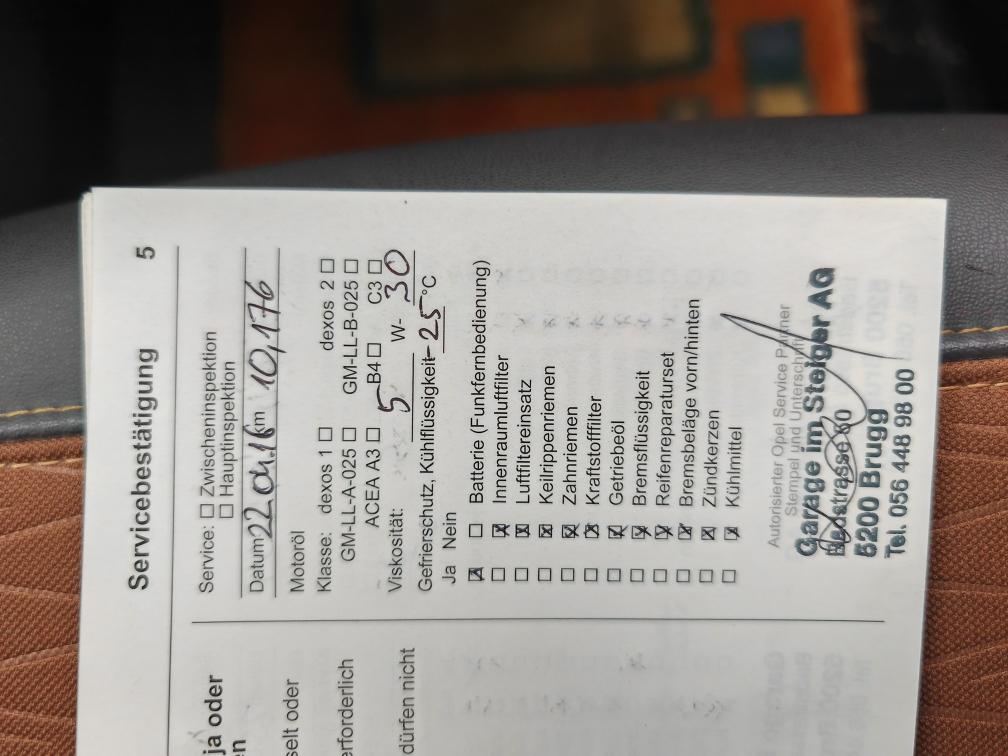 ja oder
en
selt oder
erforderlich
dürfen nicht
Servicebestätigung 5
Service: ☐ Zwischeninspektion
☐ Hauptinspektion
Datum: 22.04.16 km 10,176
Motoröl
Klasse: dexos 1 ☐ dexos 2 ☐
GM-LL-A-025 ☐ GM-LL-B-025 ☐
ACEA A3 ☐ B4 ☐ C3 ☐
Viskosität: 5 W- 30
Gefrierschutz, Kühlflüssigkeit -25 °C
Ja Nein
☒ ☐ Batterie (Funkfernbedienung)
☐ ☒ Innenraumluftfilter
☐ ☒ Luftfiltereinsatz
☐ ☒ Keilrippenriemen
☐ ☒ Zahnriemen
☐ ☒ Kraftstofffilter
☐ ☒ Getriebeöl
☐ ☒ Bremsflüssigkeit
☐ ☒ Reifenreparaturset
☐ ☒ Bremsbeläge vorn/hinten
☐ ☒ Zündkerzen
☐ ☒ Kühlmittel
Autorisierter Opel Service Partner
Stempel und Unterschrift
Garage im Steiger AG
5200 Brugg
Tel. 056 448 98 00